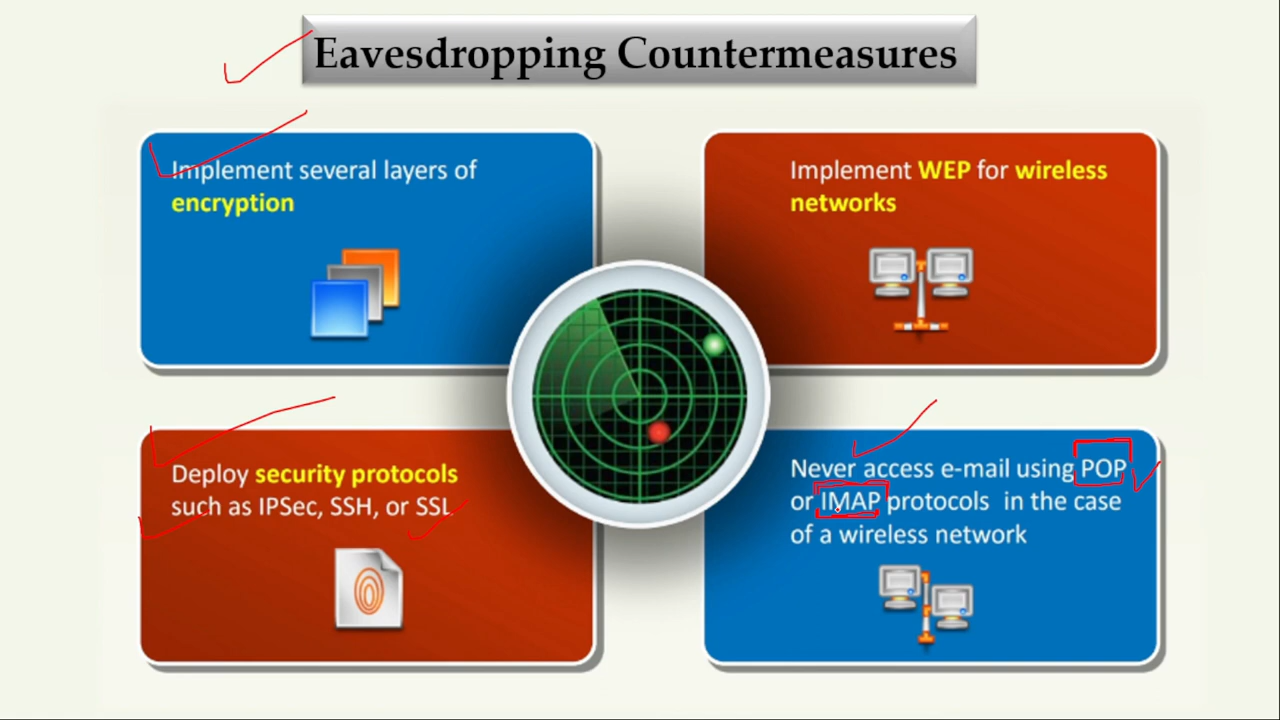 Eavesdropping Countermeasures
Implement several layers of
encryption
Implement WEP for wireless
networks
Deploy security protocols
such as IPSec, SSH, or SSL
Never access e-mail using POP
or IMAP protocols in the case
of a wireless network